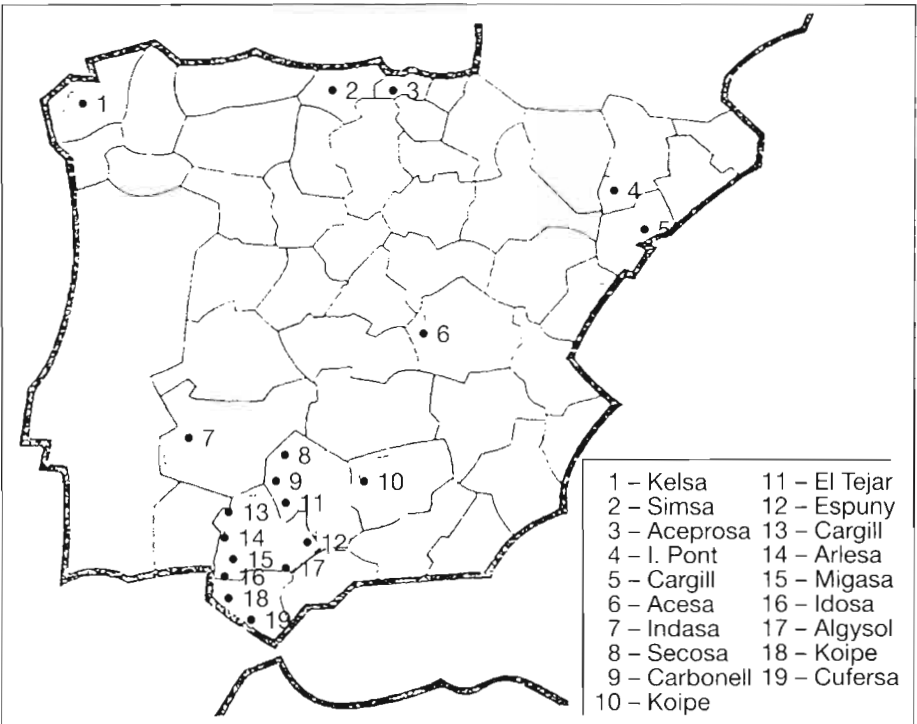 1
2
3
4
5
6
7
8
9
10
11
12
13
14
15
16
17
18
19
1 – Kelsa
2 – Simsa
3 – Aceprosa
4 – I. Pont
5 – Cargill
6 – Acesa
7 – Indasa
8 – Secosa
9 – Carbonell
10 – Koipe
11 – El Tejar
12 – Espuny
13 – Cargill
14 – Arlesa
15 – Migasa
16 – Idosa
17 – Algysol
18 – Koipe
19 – Cufersa